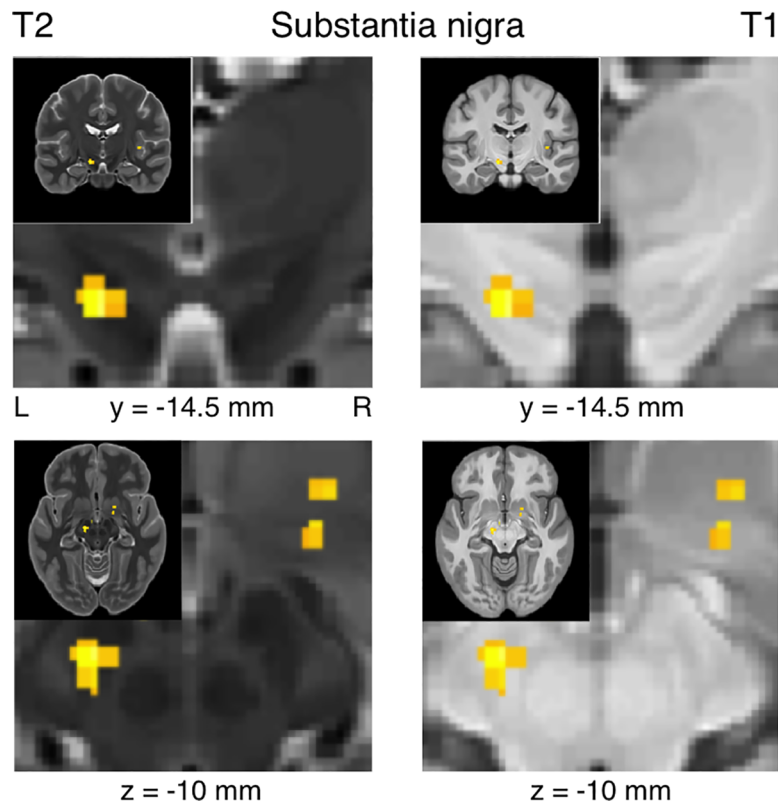 T2 Substantia nigra T1
L y = -14.5 mm R y = -14.5 mm
z = -10 mm z = -10 mm